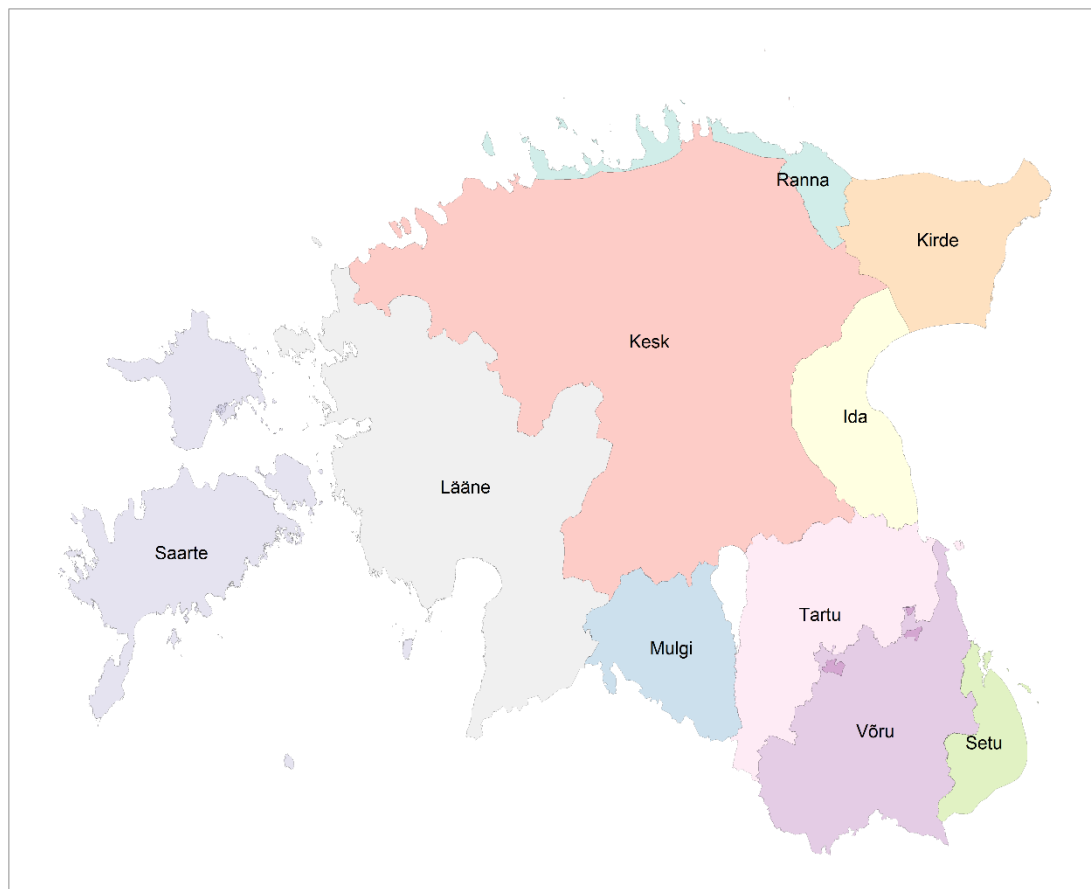 Ranna
Kirde
Kesk
Ida
Lääne
Saarte
Tartu
Mulgi
Võru
Setu